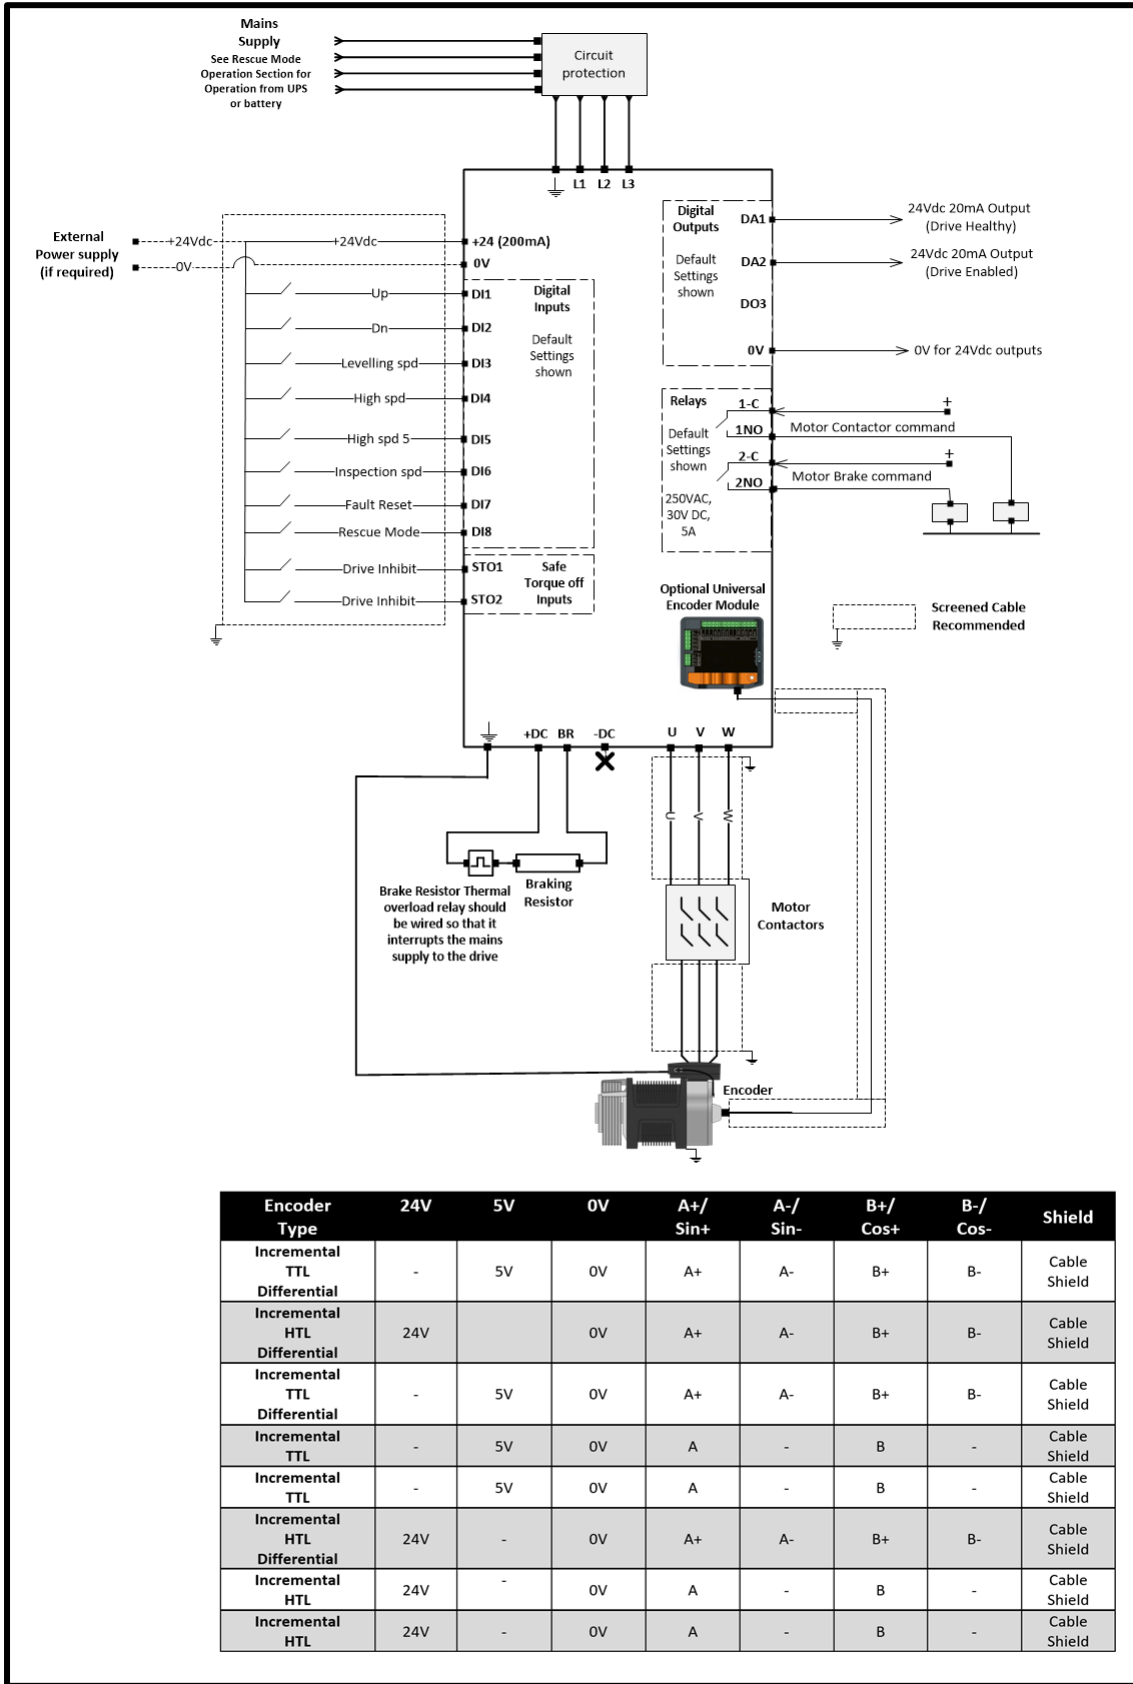 Mains
Supply
See Rescue Mode
Operation Section for
Operation from UPS
or battery
Circuit
protection
L1 L2 L3
External
Power supply
(if required)
+24Vdc
0V
+24Vdc
+24 (200mA)
0V
Up
DI1
Dn
DI2
Levelling spd
DI3
High spd
DI4
High spd 5
DI5
Inspection spd
DI6
Fault Reset
DI7
Rescue Mode
DI8
Drive Inhibit
STO1
Drive Inhibit
STO2
Digital
Inputs
Default
Settings
shown
Safe
Torque off
Inputs
Digital
Outputs
Default
Settings
shown
DA1
DA2
DO3
0V
24Vdc 20mA Output
(Drive Healthy)
24Vdc 20mA Output
(Drive Enabled)
0V for 24Vdc outputs
Relays
Default
Settings
shown
250VAC,
30V DC,
5A
1-C
1NO
2-C
2NO
+
Motor Contactor command
+
Motor Brake command
Optional Universal
Encoder Module
Screened Cable
Recommended
+DC BR -DC
U V W
U V W
Brake Resistor Thermal
overload relay should
be wired so that it
interrupts the mains
supply to the drive
Braking
Resistor
Motor
Contactors
Encoder
Encoder Type 24V 5V 0V A+/ Sin+ A-/ Sin- B+/ Cos+ B-/ Cos- Shield
Incremental TTL Differential - 5V 0V A+ A- B+ B- Cable Shield
Incremental HTL Differential 24V 0V A+ A- B+ B- Cable Shield
Incremental TTL Differential - 5V 0V A+ A- B+ B- Cable Shield
Incremental TTL - 5V 0V A - B - Cable Shield
Incremental TTL - 5V 0V A - B - Cable Shield
Incremental HTL Differential 24V - 0V A+ A- B+ B- Cable Shield
Incremental HTL 24V - 0V A - B - Cable Shield
Incremental HTL 24V - 0V A - B - Cable Shield